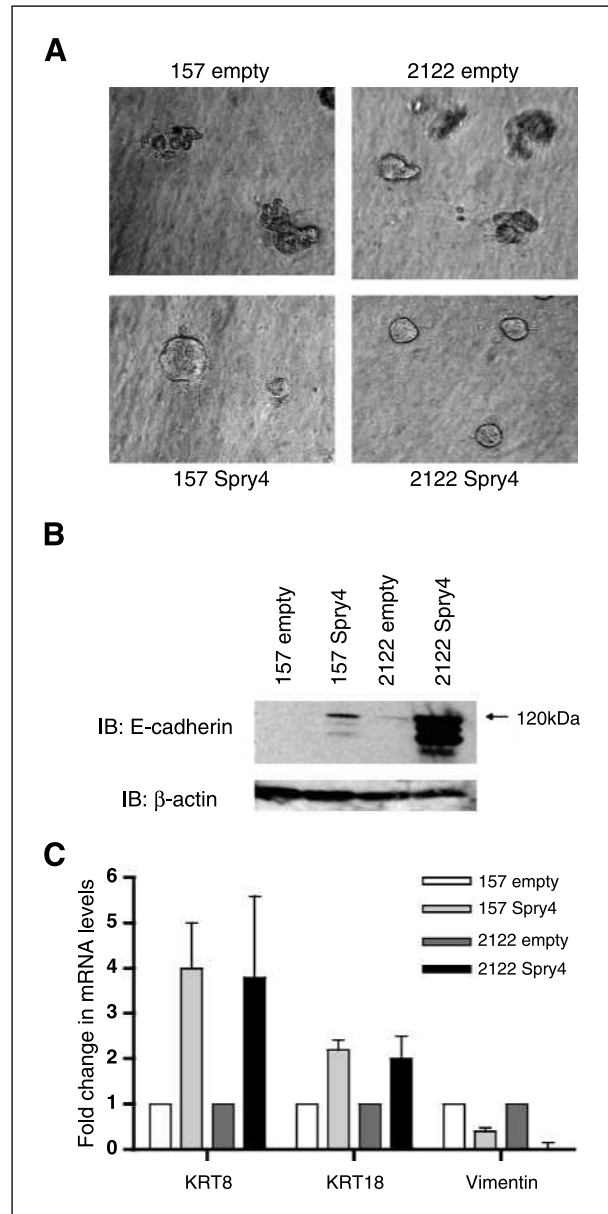 A
157 empty 2122 empty
157 Spry4 2122 Spry4
B
157 empty
157 Spry4
2122 empty
2122 Spry4
IB: E-cadherin
120kDa
IB: β-actin
C
Fold change in mRNA levels
6
5
4
3
2
1
0
157 empty
157 Spry4
2122 empty
2122 Spry4
KRT8 KRT18 Vimentin